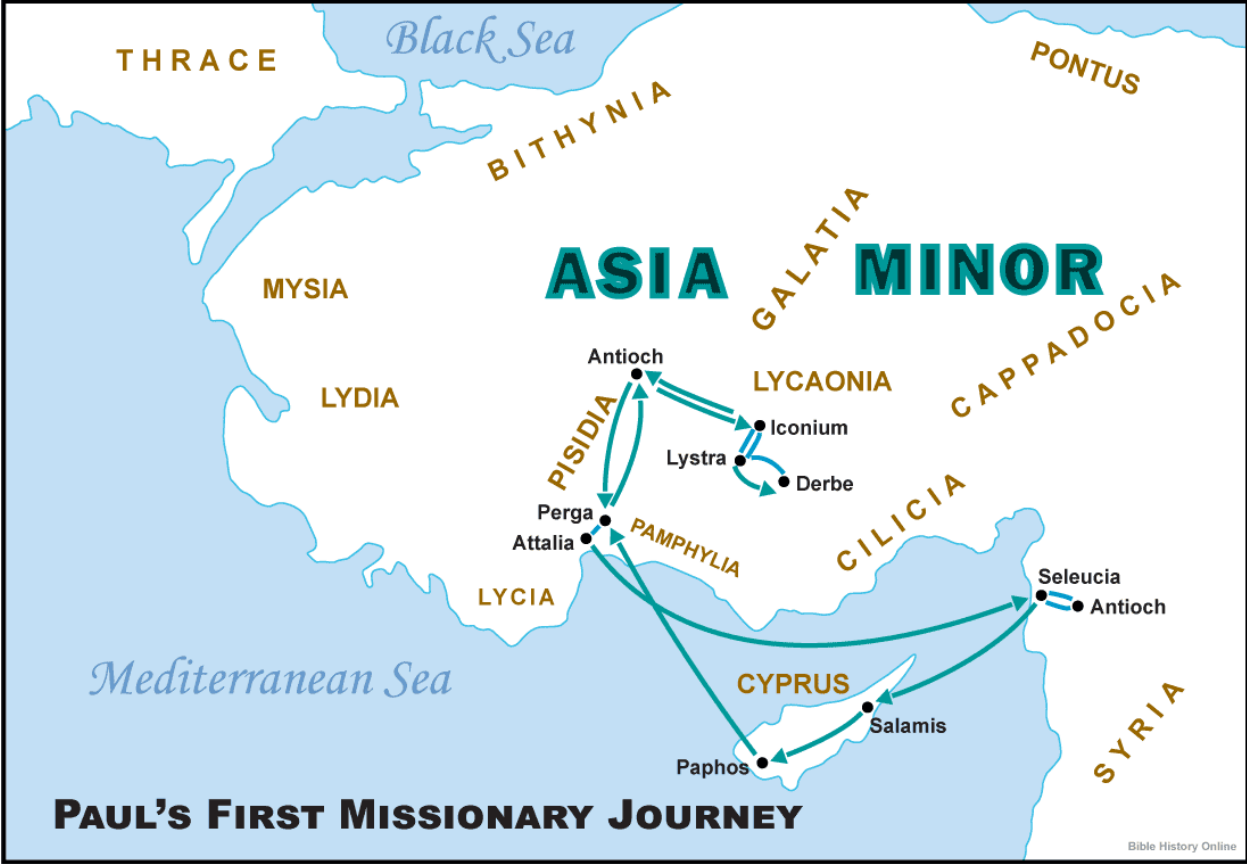 Black Sea
THRACE
PONTUS
BITHYNIA
GALATIA
ASIA MINOR
MYSIA
CAPPADOCIA
Antioch
LYCAONIA
LYDIA
PISIDIA
Iconium
Lystra
Derbe
Perga
PAMPHYLIA
CILICIA
Attalia
Seleucia
LYCIA
Antioch
Mediterranean Sea
CYPRUS
Salamis
SYRIA
Paphos
PAUL'S FIRST MISSIONARY JOURNEY
Bible History Online